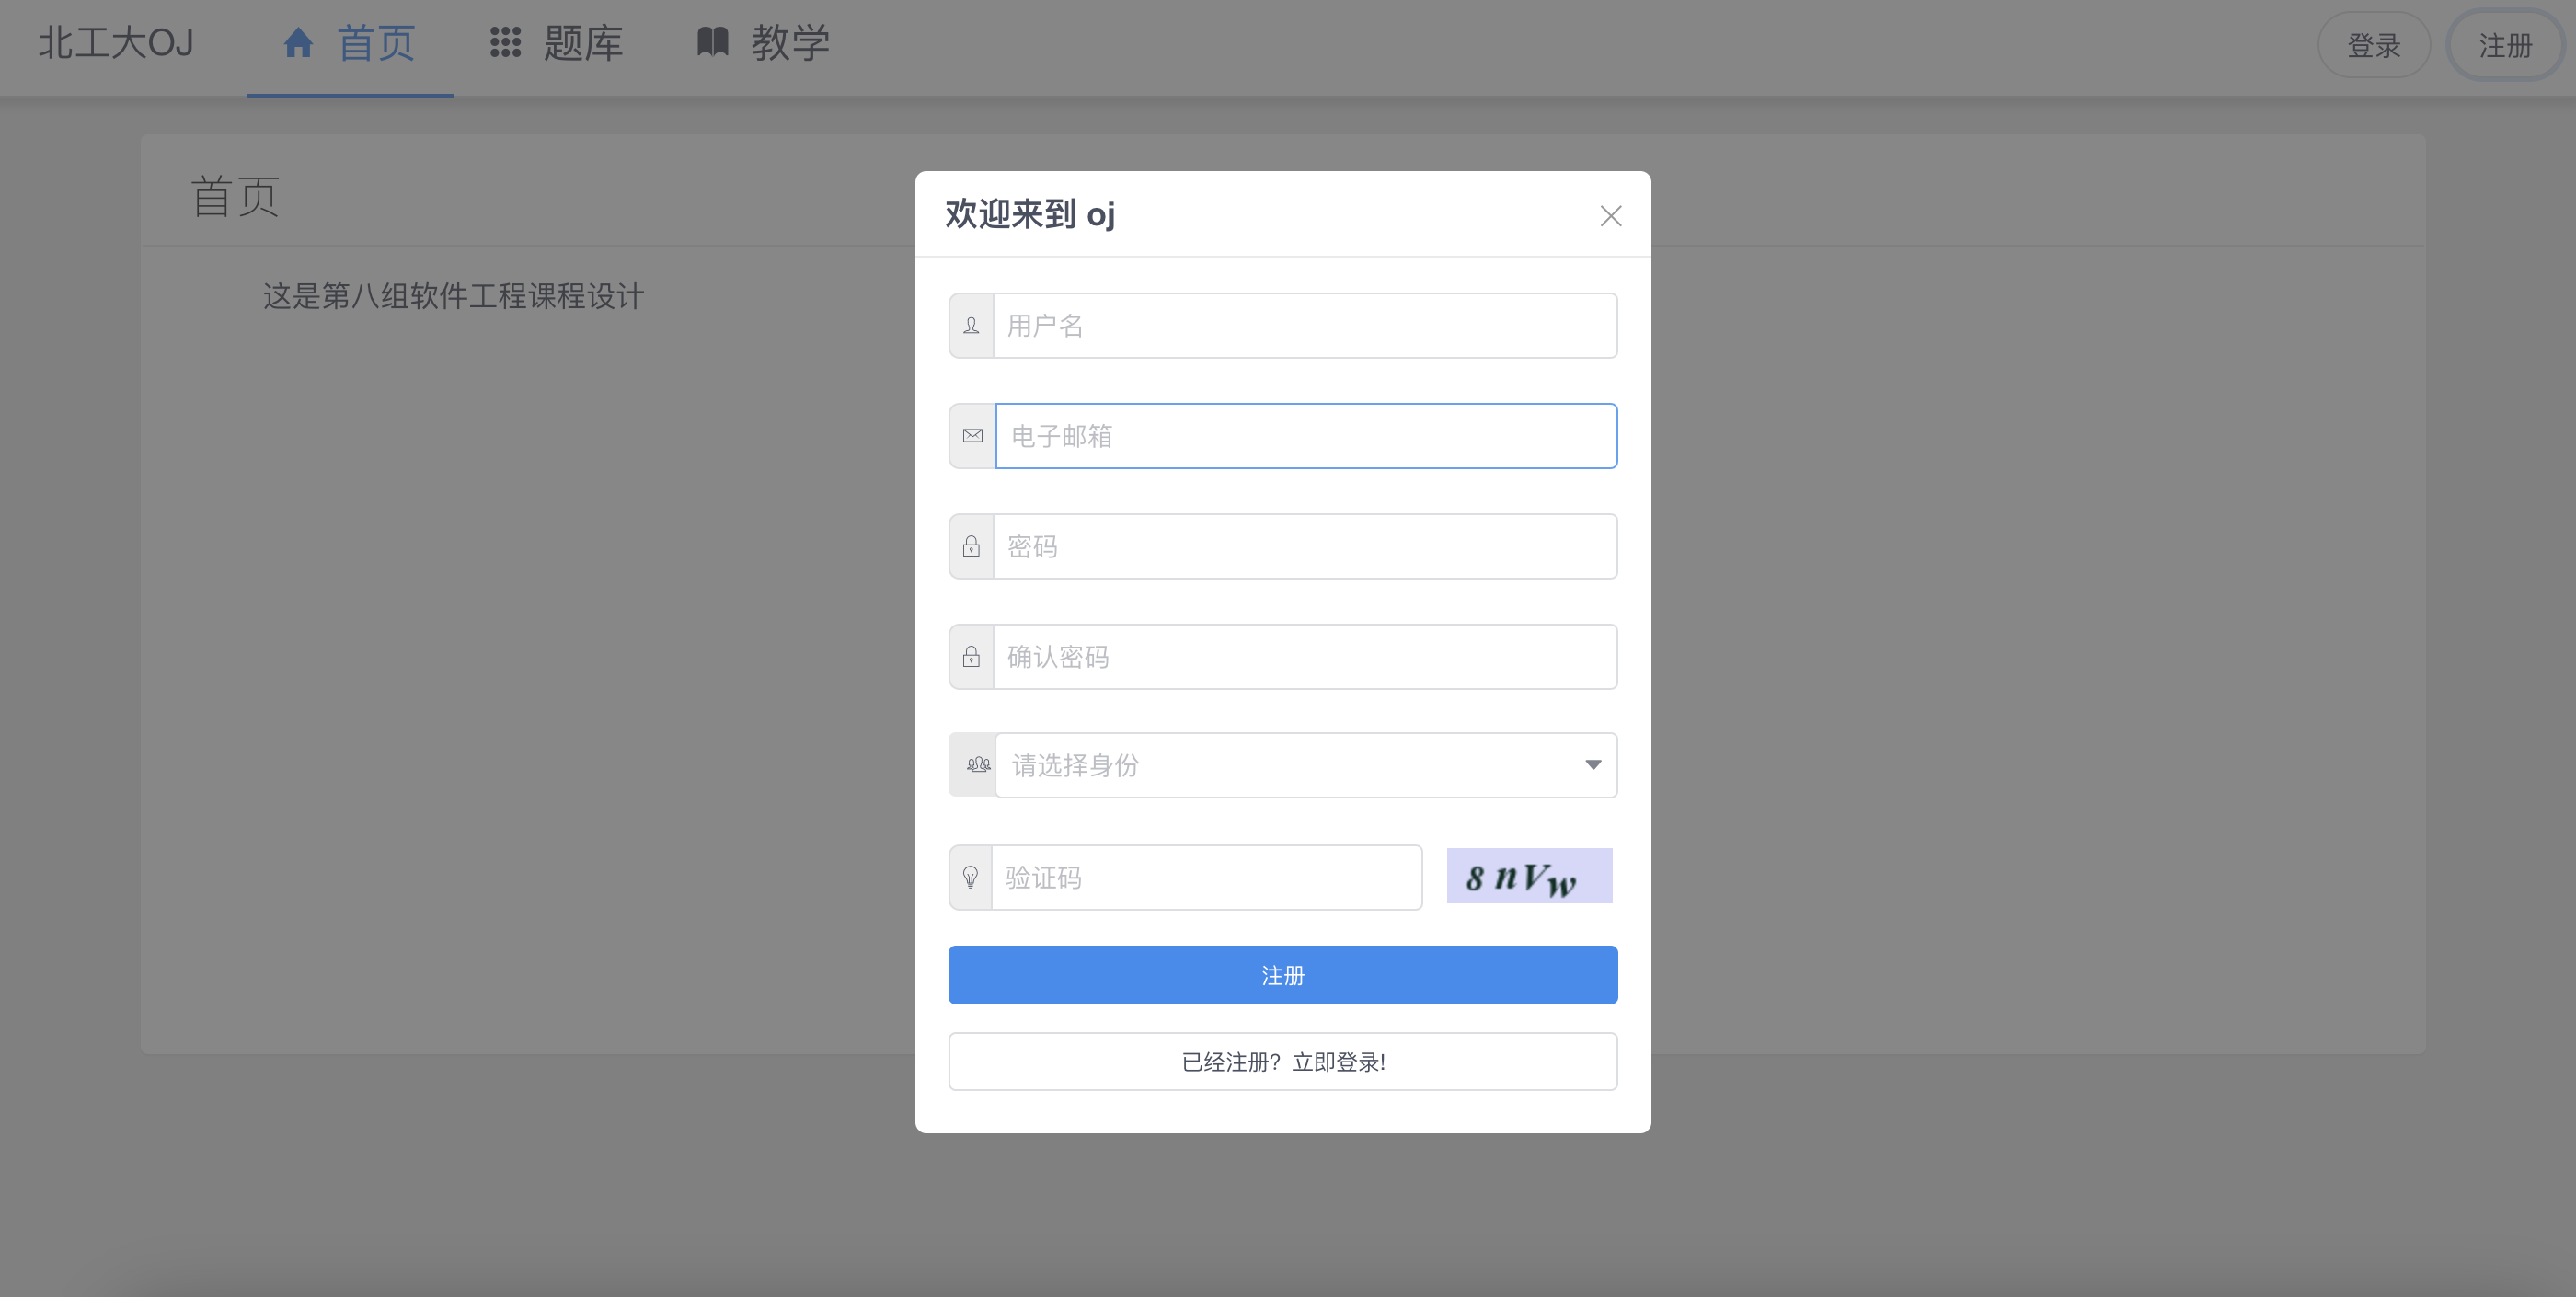 北工大OJ 首页 题库 教学 登录 注册
首页
这是第八组软件工程课程设计
欢迎来到 oj
用户名
电子邮箱
密码
确认密码
请选择身份
验证码 8 n V w
注册
已经注册? 立即登录!